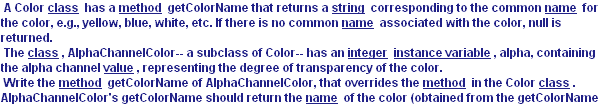 A Color class has a method getColorName that returns a string corresponding to the common name for
the color, e.g., yellow, blue, white, etc. If there is no common name associated with the color, null is
returned.
The class , AlphaChannelColor-- a subclass of Color-- has an integer instance variable , alpha, containing
the alpha channel value , representing the degree of transparency of the color.
Write the method getColorName of AlphaChannelColor, that overrides the method in the Color class .
AlphaChannelColor's getColorName should return the name of the color (obtained from the getColorName